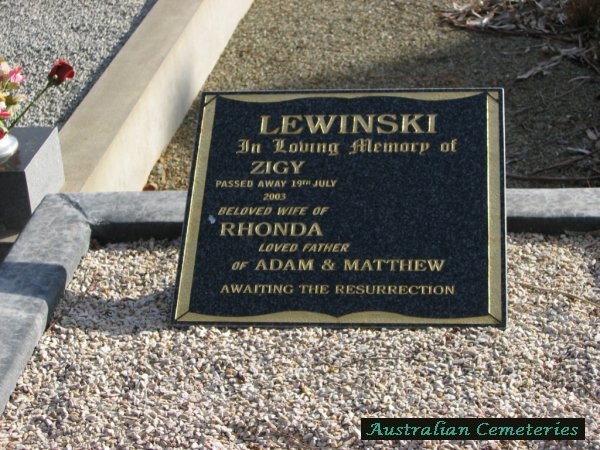 LEWINSKI
In Loving Memory of
ZIGY
PASSED AWAY 19TH JULY
2003
BELOVED WIFE OF
RHONDA
LOVED FATHER
OF ADAM & MATTHEW
AWAITING THE RESURRECTION
Australian Cemeteries